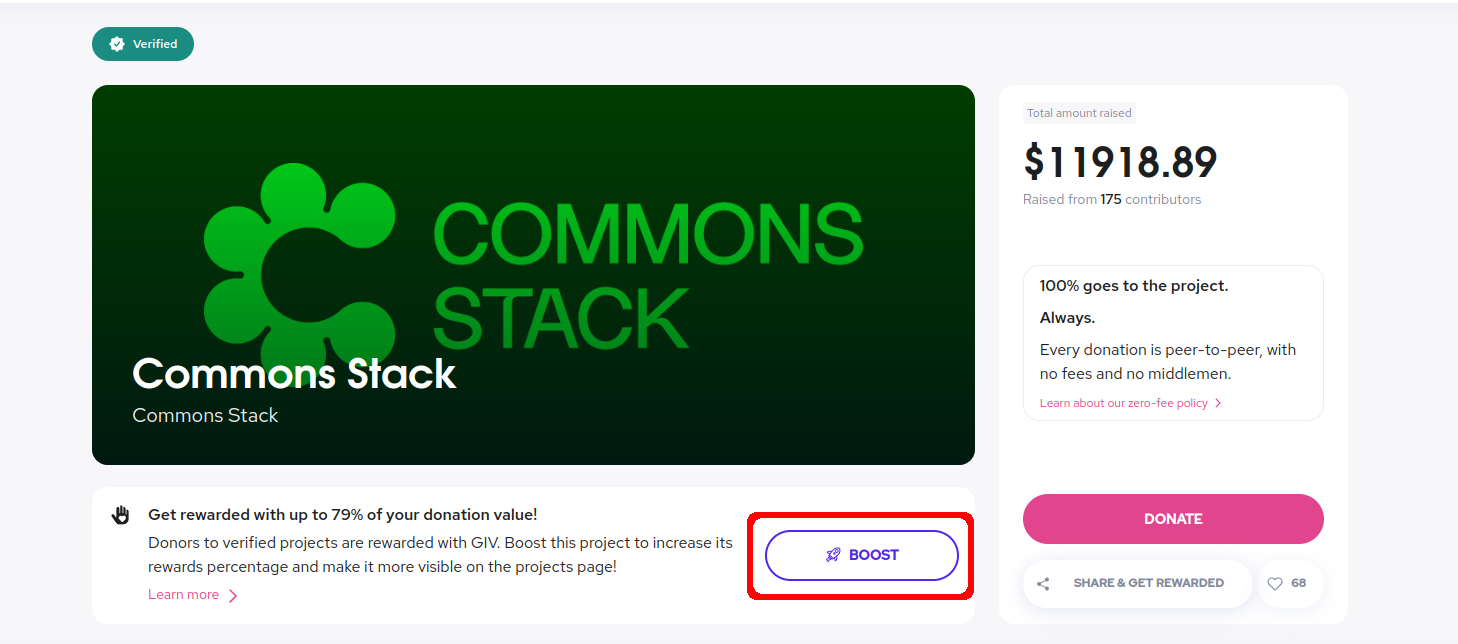 Verified
COMMONS
STACK
Commons Stack
Commons Stack
Get rewarded with up to 79% of your donation value!
Donors to verified projects are rewarded with GIV. Boost this project to increase its
rewards percentage and make it more visible on the projects page!
Learn more
BOOST
Total amount raised
$11918.89
Raised from 175 contributors
100% goes to the project.
Always.
Every donation is peer-to-peer, with
no fees and no middlemen.
Learn about our zero-fee policy
DONATE
SHARE & GET REWARDED
68